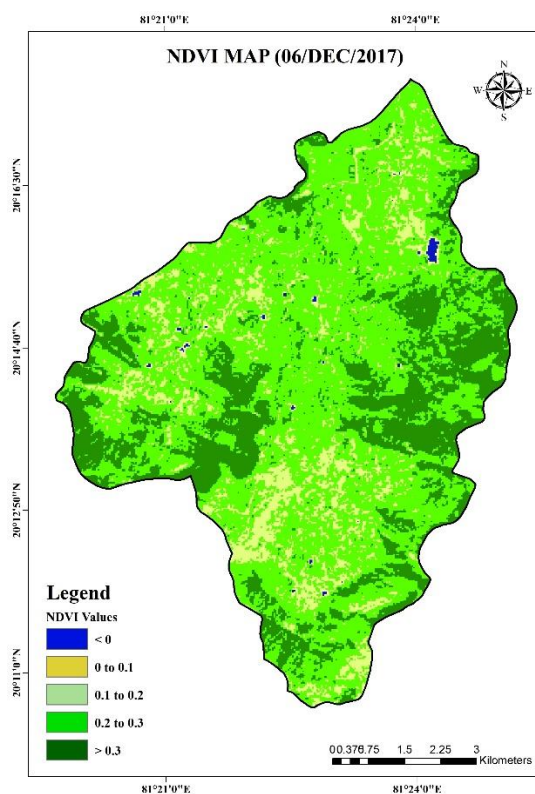 81°21'0"E 81°24'0"E
NDVI MAP (06/DEC/2017)
N
W E
S
20°16'30"N
20°14'40"N
20°12'50"N
20°11'0"N
Legend
NDVI Values
< 0
0 to 0.1
0.1 to 0.2
0.2 to 0.3
> 0.3
0 0.375 0.75 1.5 2.25 3
Kilometers
81°21'0"E 81°24'0"E